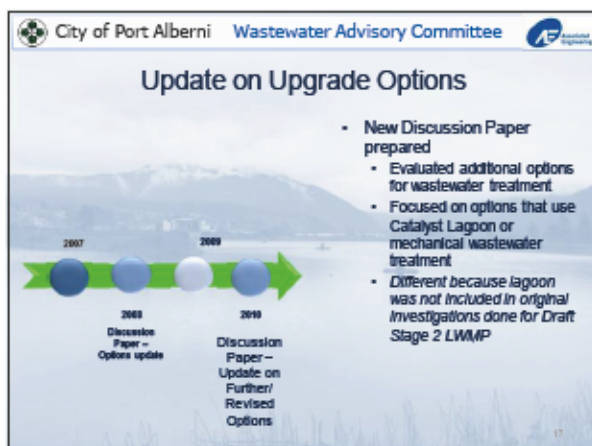 City of Port Alberni Wastewater Advisory Committee
Associated
Engineering
Update on Upgrade Options
• New Discussion Paper
prepared
• Evaluated additional options
for wastewater treatment
• Focused on options that use
Catalyst Lagoon or
mechanical wastewater
treatment
• Different because lagoon
was not included in original
investigations done for Draft
Stage 2 LWMP
2007
2009
2008
Discussion
Paper –
Options update
2010
Discussion
Paper –
Update on
Further/
Revised
Options
17